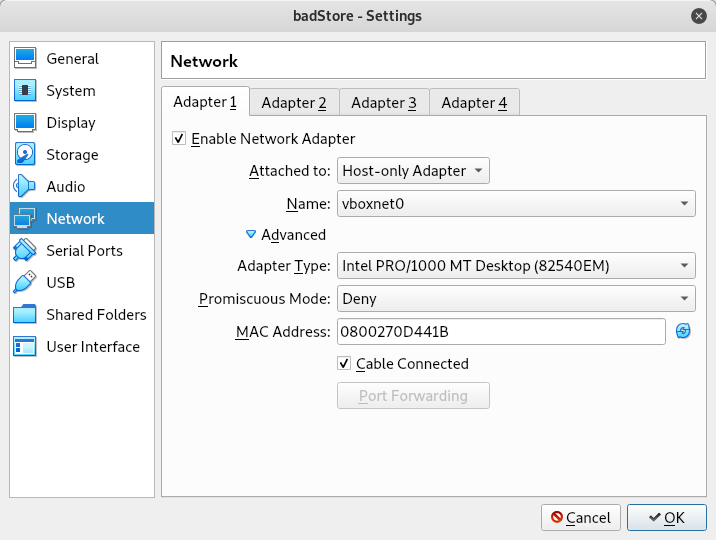 badStore - Settings
General
System
Display
Storage
Audio
Network
Serial Ports
USB
Shared Folders
User Interface
Network
Adapter 1
Adapter 2
Adapter 3
Adapter 4
Enable Network Adapter
Attached to: Host-only Adapter
Name: vboxnet0
Advanced
Adapter Type: Intel PRO/1000 MT Desktop (82540EM)
Promiscuous Mode: Deny
MAC Address: 0800270D441B
Cable Connected
Port Forwarding
Cancel
OK